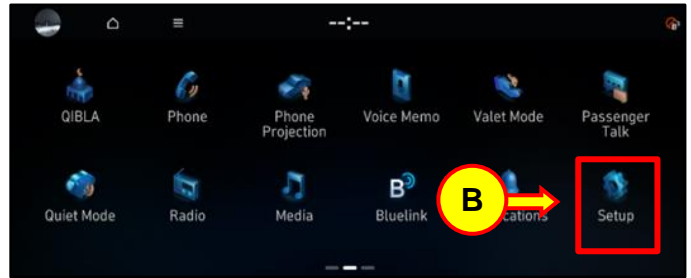 --:--
QIBLA
Phone
Phone
Projection
Voice Memo
Valet Mode
Passenger
Talk
Quiet Mode
Radio
Media
B
Bluelink
B
Setup